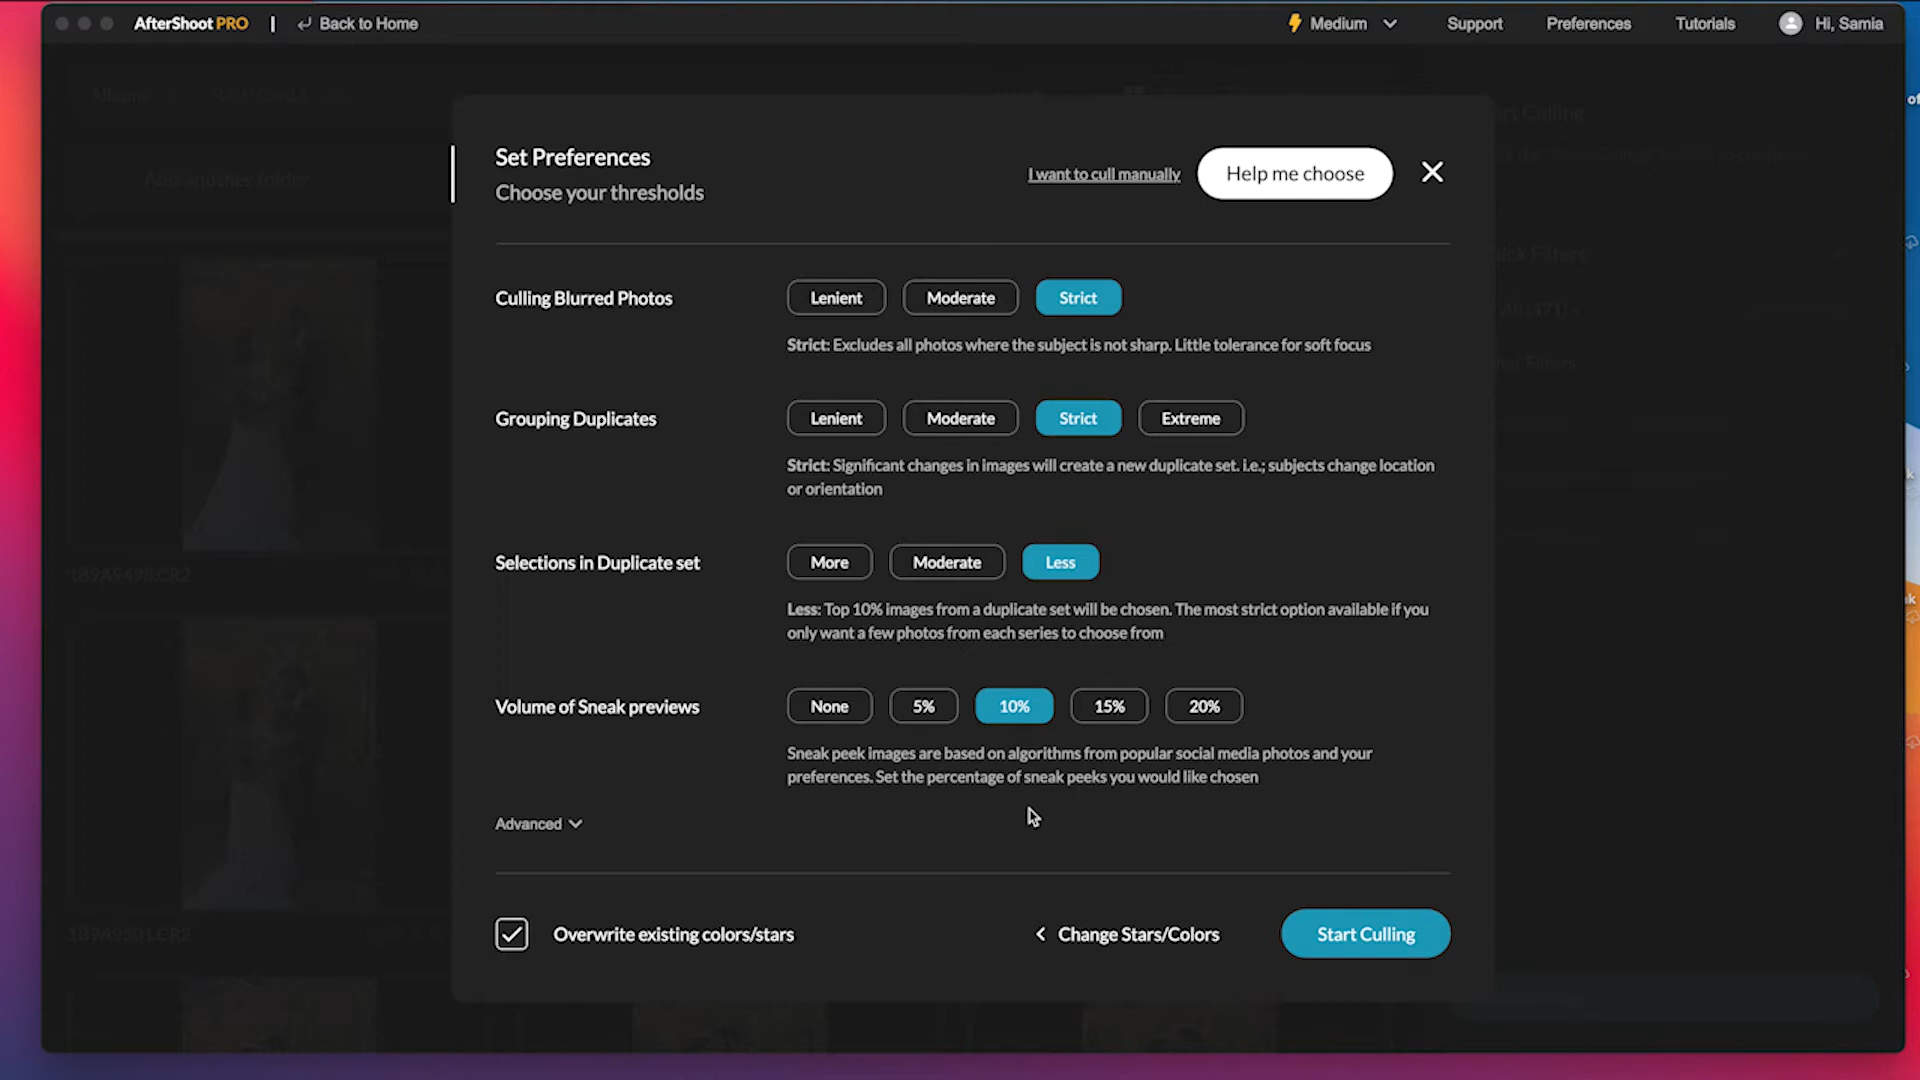 AfterShoot PRO | Back to Home
Medium
Support
Preferences
Tutorials
Hi, Samia
Set Preferences
Choose your thresholds
I want to cull manually
Help me choose
Culling Blurred Photos
Lenient
Moderate
Strict
Strict: Excludes all photos where the subject is not sharp. Little tolerance for soft focus
Grouping Duplicates
Lenient
Moderate
Strict
Extreme
Strict: Significant changes in images will create a new duplicate set. i.e.; subjects change location
or orientation
Selections in Duplicate set
More
Moderate
Less
Less: Top 10% images from a duplicate set will be chosen. The most strict option available if you
only want a few photos from each series to choose from
Volume of Sneak previews
None
5%
10%
15%
20%
Sneak peek images are based on algorithms from popular social media photos and your
preferences. Set the percentage of sneak peeks you would like chosen
Advanced
Overwrite existing colors/stars
Change Stars/Colors
Start Culling
Add another folder
189A9498.CR2
189A9501.CR2